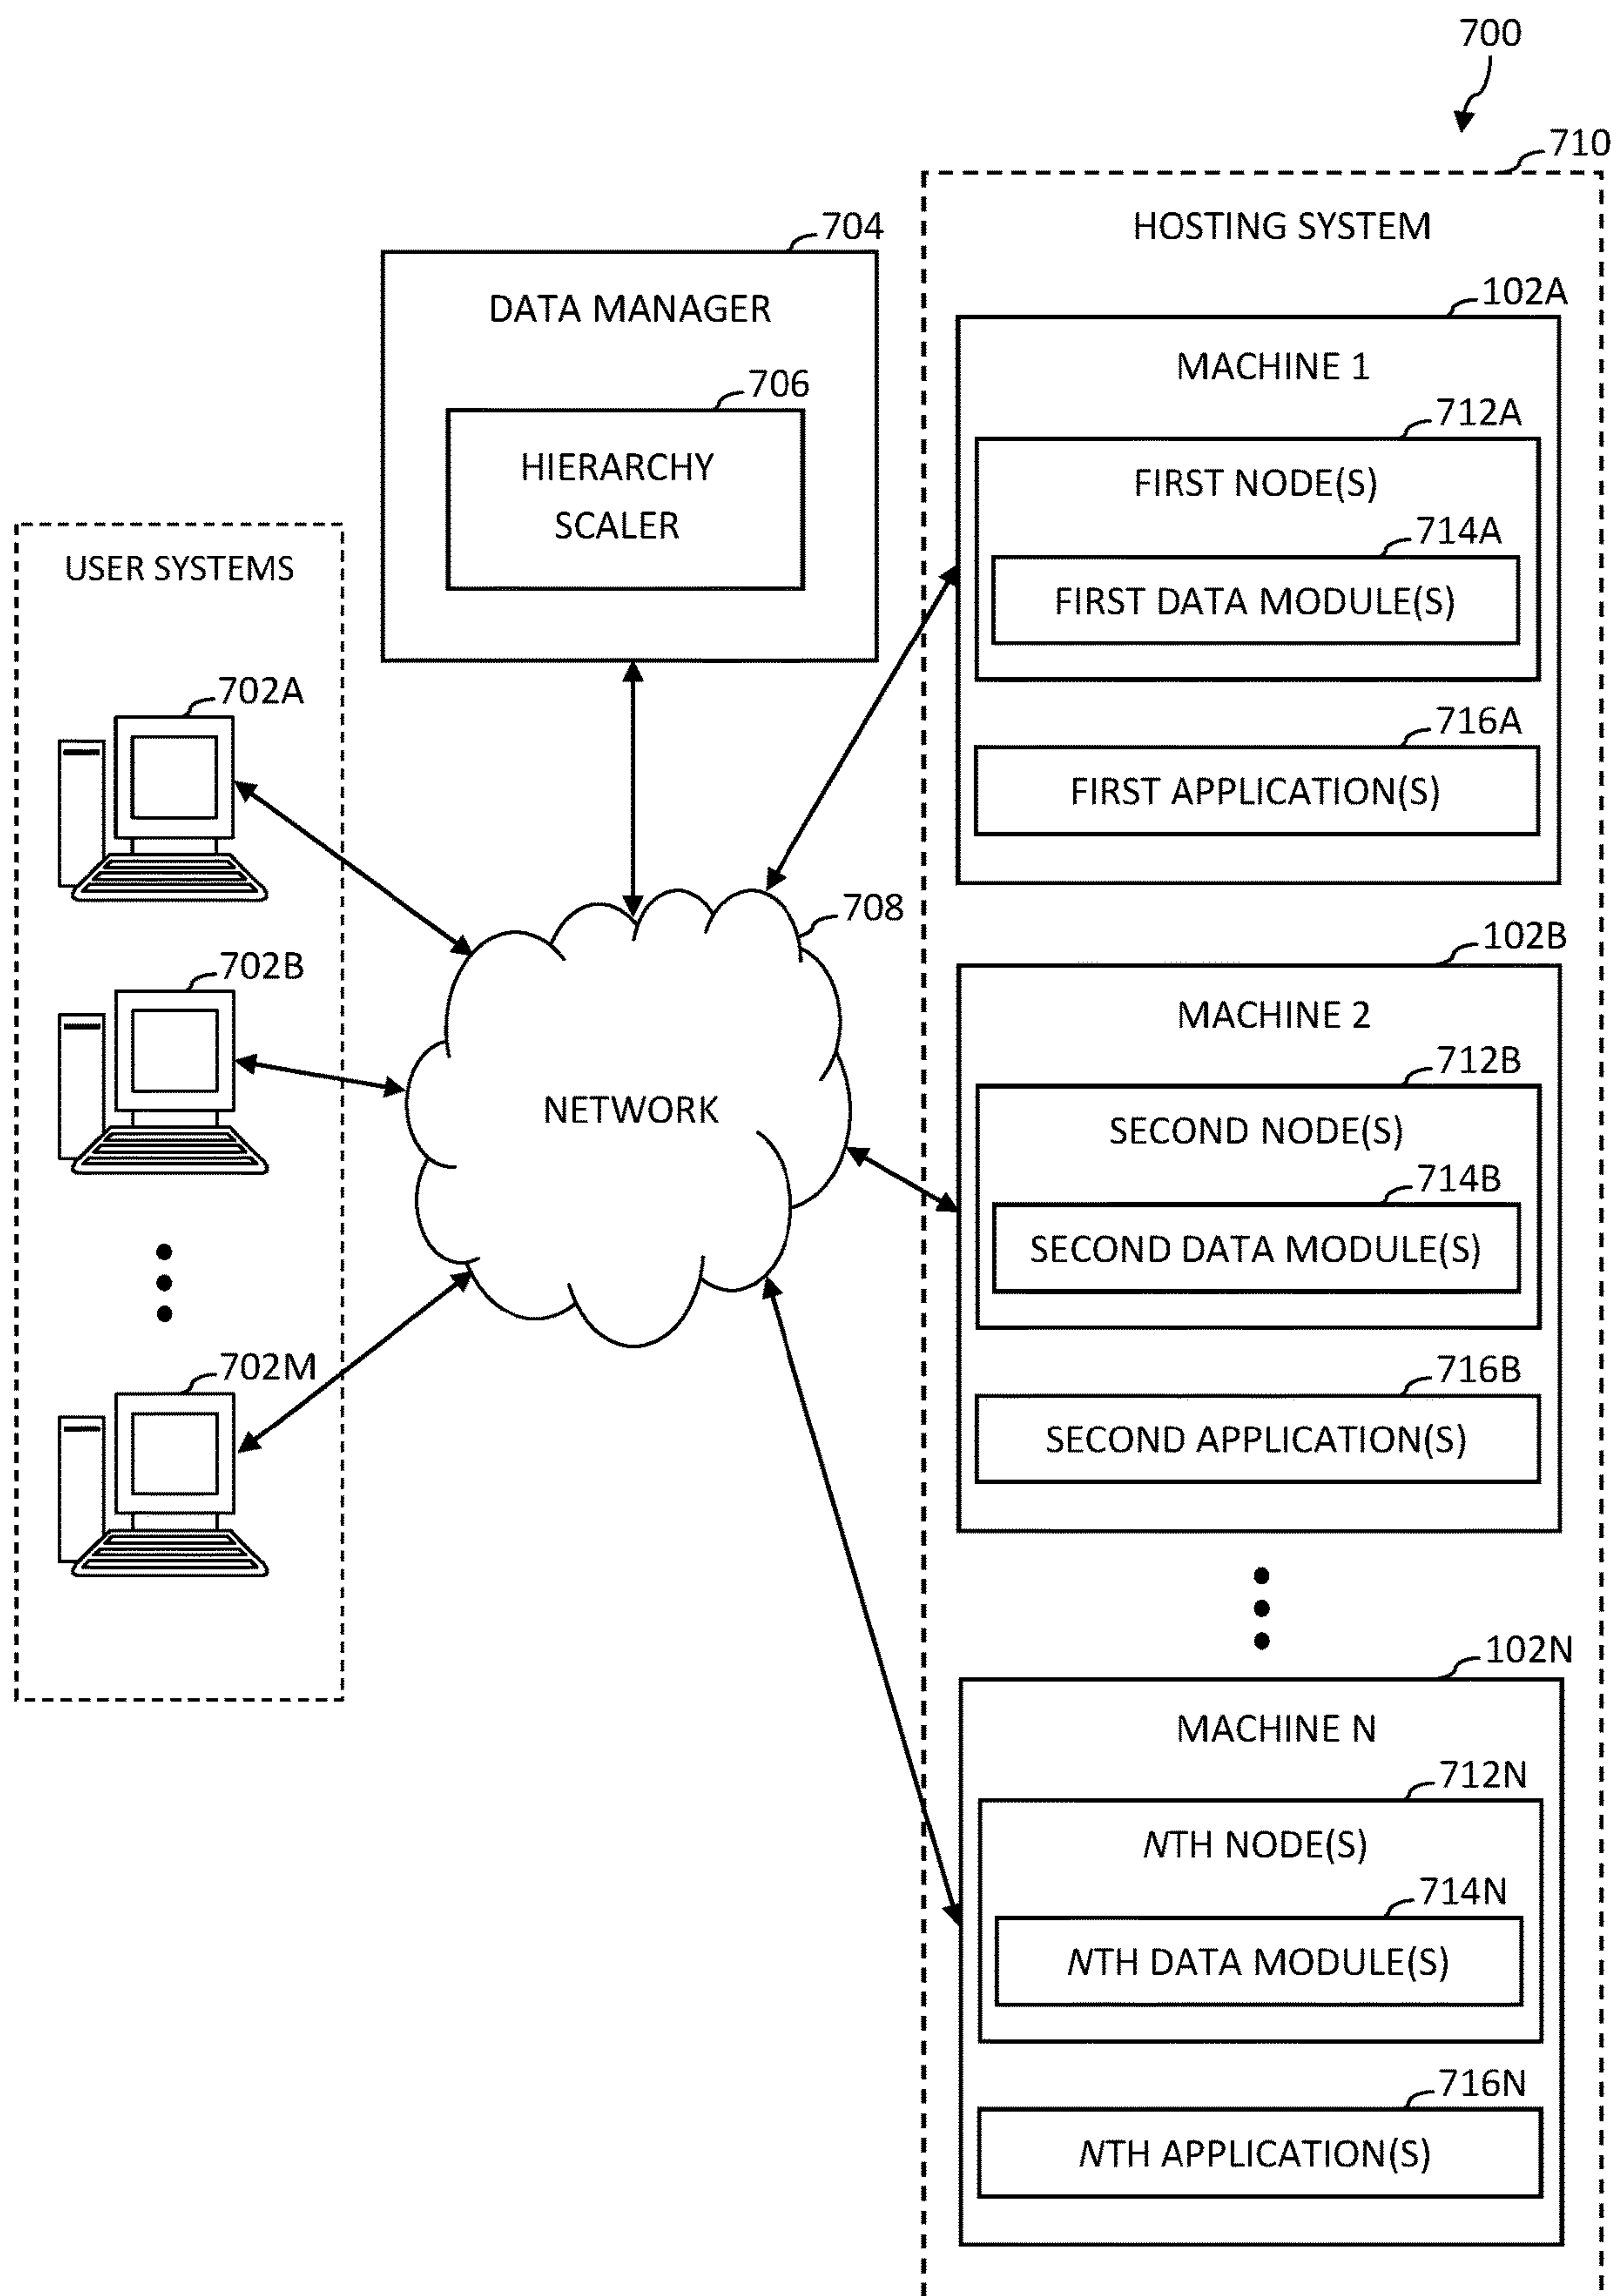 700
710
HOSTING SYSTEM
704
DATA MANAGER
706
HIERARCHY
SCALER
102A
MACHINE 1
712A
FIRST NODE(S)
714A
FIRST DATA MODULE(S)
716A
FIRST APPLICATION(S)
USER SYSTEMS
702A
702B
702M
708
NETWORK
102B
MACHINE 2
712B
SECOND NODE(S)
714B
SECOND DATA MODULE(S)
716B
SECOND APPLICATION(S)
102N
MACHINE N
712N
NTH NODE(S)
714N
NTH DATA MODULE(S)
716N
NTH APPLICATION(S)